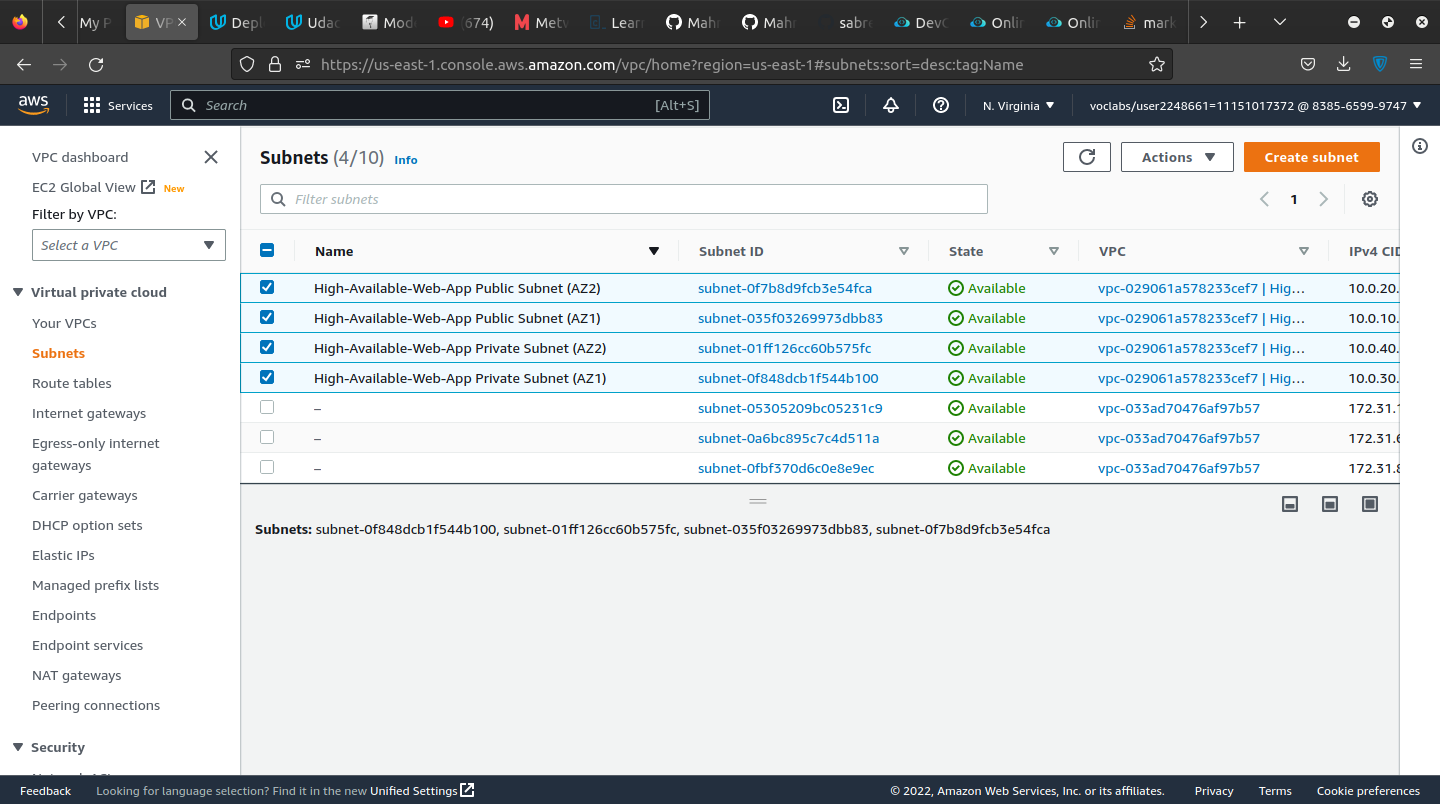 My P
VP
Depl
Udac
Mod
(674)
Metw
Lear
Mahr
Mahr
sabre
DevC
Onli
Onli
mark
https://us-east-1.console.aws.amazon.com/vpc/home?region=us-east-1#subnets:sort=desc:tag:Name
aws Services Search [Alt+S] N. Virginia voclabs/user2248661=11151017372 @ 8385-6599-9747
VPC dashboard
EC2 Global View New
Filter by VPC:
Select a VPC
Virtual private cloud
Your VPCs
Subnets
Route tables
Internet gateways
Egress-only internet
gateways
Carrier gateways
DHCP option sets
Elastic IPs
Managed prefix lists
Endpoints
Endpoint services
NAT gateways
Peering connections
Security
Subnets (4/10) Info
Actions
Create subnet
Filter subnets
1
Name Subnet ID State VPC IPv4 CID
High-Available-Web-App Public Subnet (AZ2) subnet-0f7b8d9fcb3e54fca Available vpc-029061a578233cef7 | Hig… 10.0.20.
High-Available-Web-App Public Subnet (AZ1) subnet-035f03269973dbb83 Available vpc-029061a578233cef7 | Hig… 10.0.10.
High-Available-Web-App Private Subnet (AZ2) subnet-01ff126cc60b575fc Available vpc-029061a578233cef7 | Hig… 10.0.40.
High-Available-Web-App Private Subnet (AZ1) subnet-0f848dcb1f544b100 Available vpc-029061a578233cef7 | Hig… 10.0.30.
– subnet-05305209bc05231c9 Available vpc-033ad70476af97b57 172.31.1
– subnet-0a6bc895c7c4d511a Available vpc-033ad70476af97b57 172.31.6
– subnet-0fbf370d6c0e8e9ec Available vpc-033ad70476af97b57 172.31.8
Subnets: subnet-0f848dcb1f544b100, subnet-01ff126cc60b575fc, subnet-035f03269973dbb83, subnet-0f7b8d9fcb3e54fca
Feedback Looking for language selection? Find it in the new Unified Settings © 2022, Amazon Web Services, Inc. or its affiliates. Privacy Terms Cookie preferences